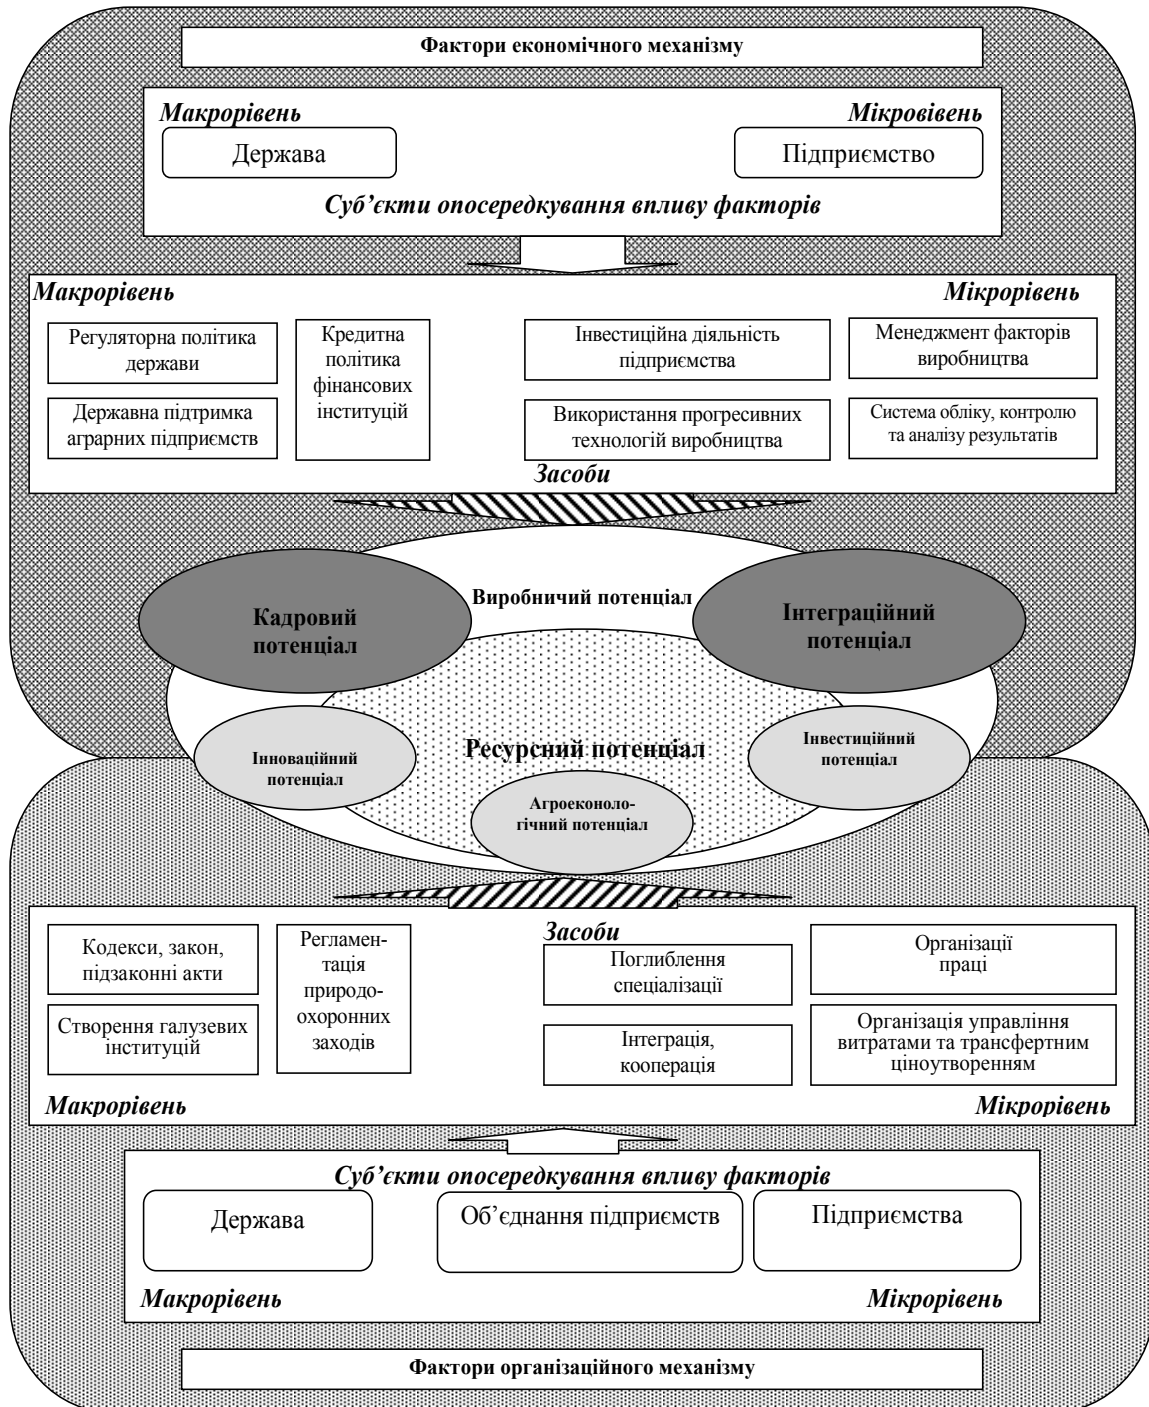 Фактори економічного механізму
Макрорівень
Мікровівень
Держава
Підприємство
Суб’єкти опосередкування впливу факторів
Макрорівень
Мікрорівень
Регуляторна політика
держави
Державна підтримка
аграрних підприємств
Кредитна
політика
фінансових
інституцій
Інвестиційна діяльність
підприємства
Використання прогресивних
технологій виробництва
Менеджмент факторів
виробництва
Система обліку, контролю
та аналізу результатів
Засоби
Виробничий потенціал
Кадровий
потенціал
Інтеграційний
потенціал
Ресурсний потенціал
Інноваційний
потенціал
Інвестиційний
потенціал
Агроеконоло-
гічний потенціал
Засоби
Кодекси, закон,
підзаконні акти
Створення галузевих
інституцій
Регламен-
тація
природо-
охоронних
заходів
Поглиблення
спеціалізації
Інтеграція,
кооперація
Організації
праці
Організація управління
витратами та трансфертним
ціноутворенням
Макрорівень
Мікрорівень
Суб’єкти опосередкування впливу факторів
Держава
Об’єднання підприємств
Підприємства
Макрорівень
Мікрорівень
Фактори організаційного механізму